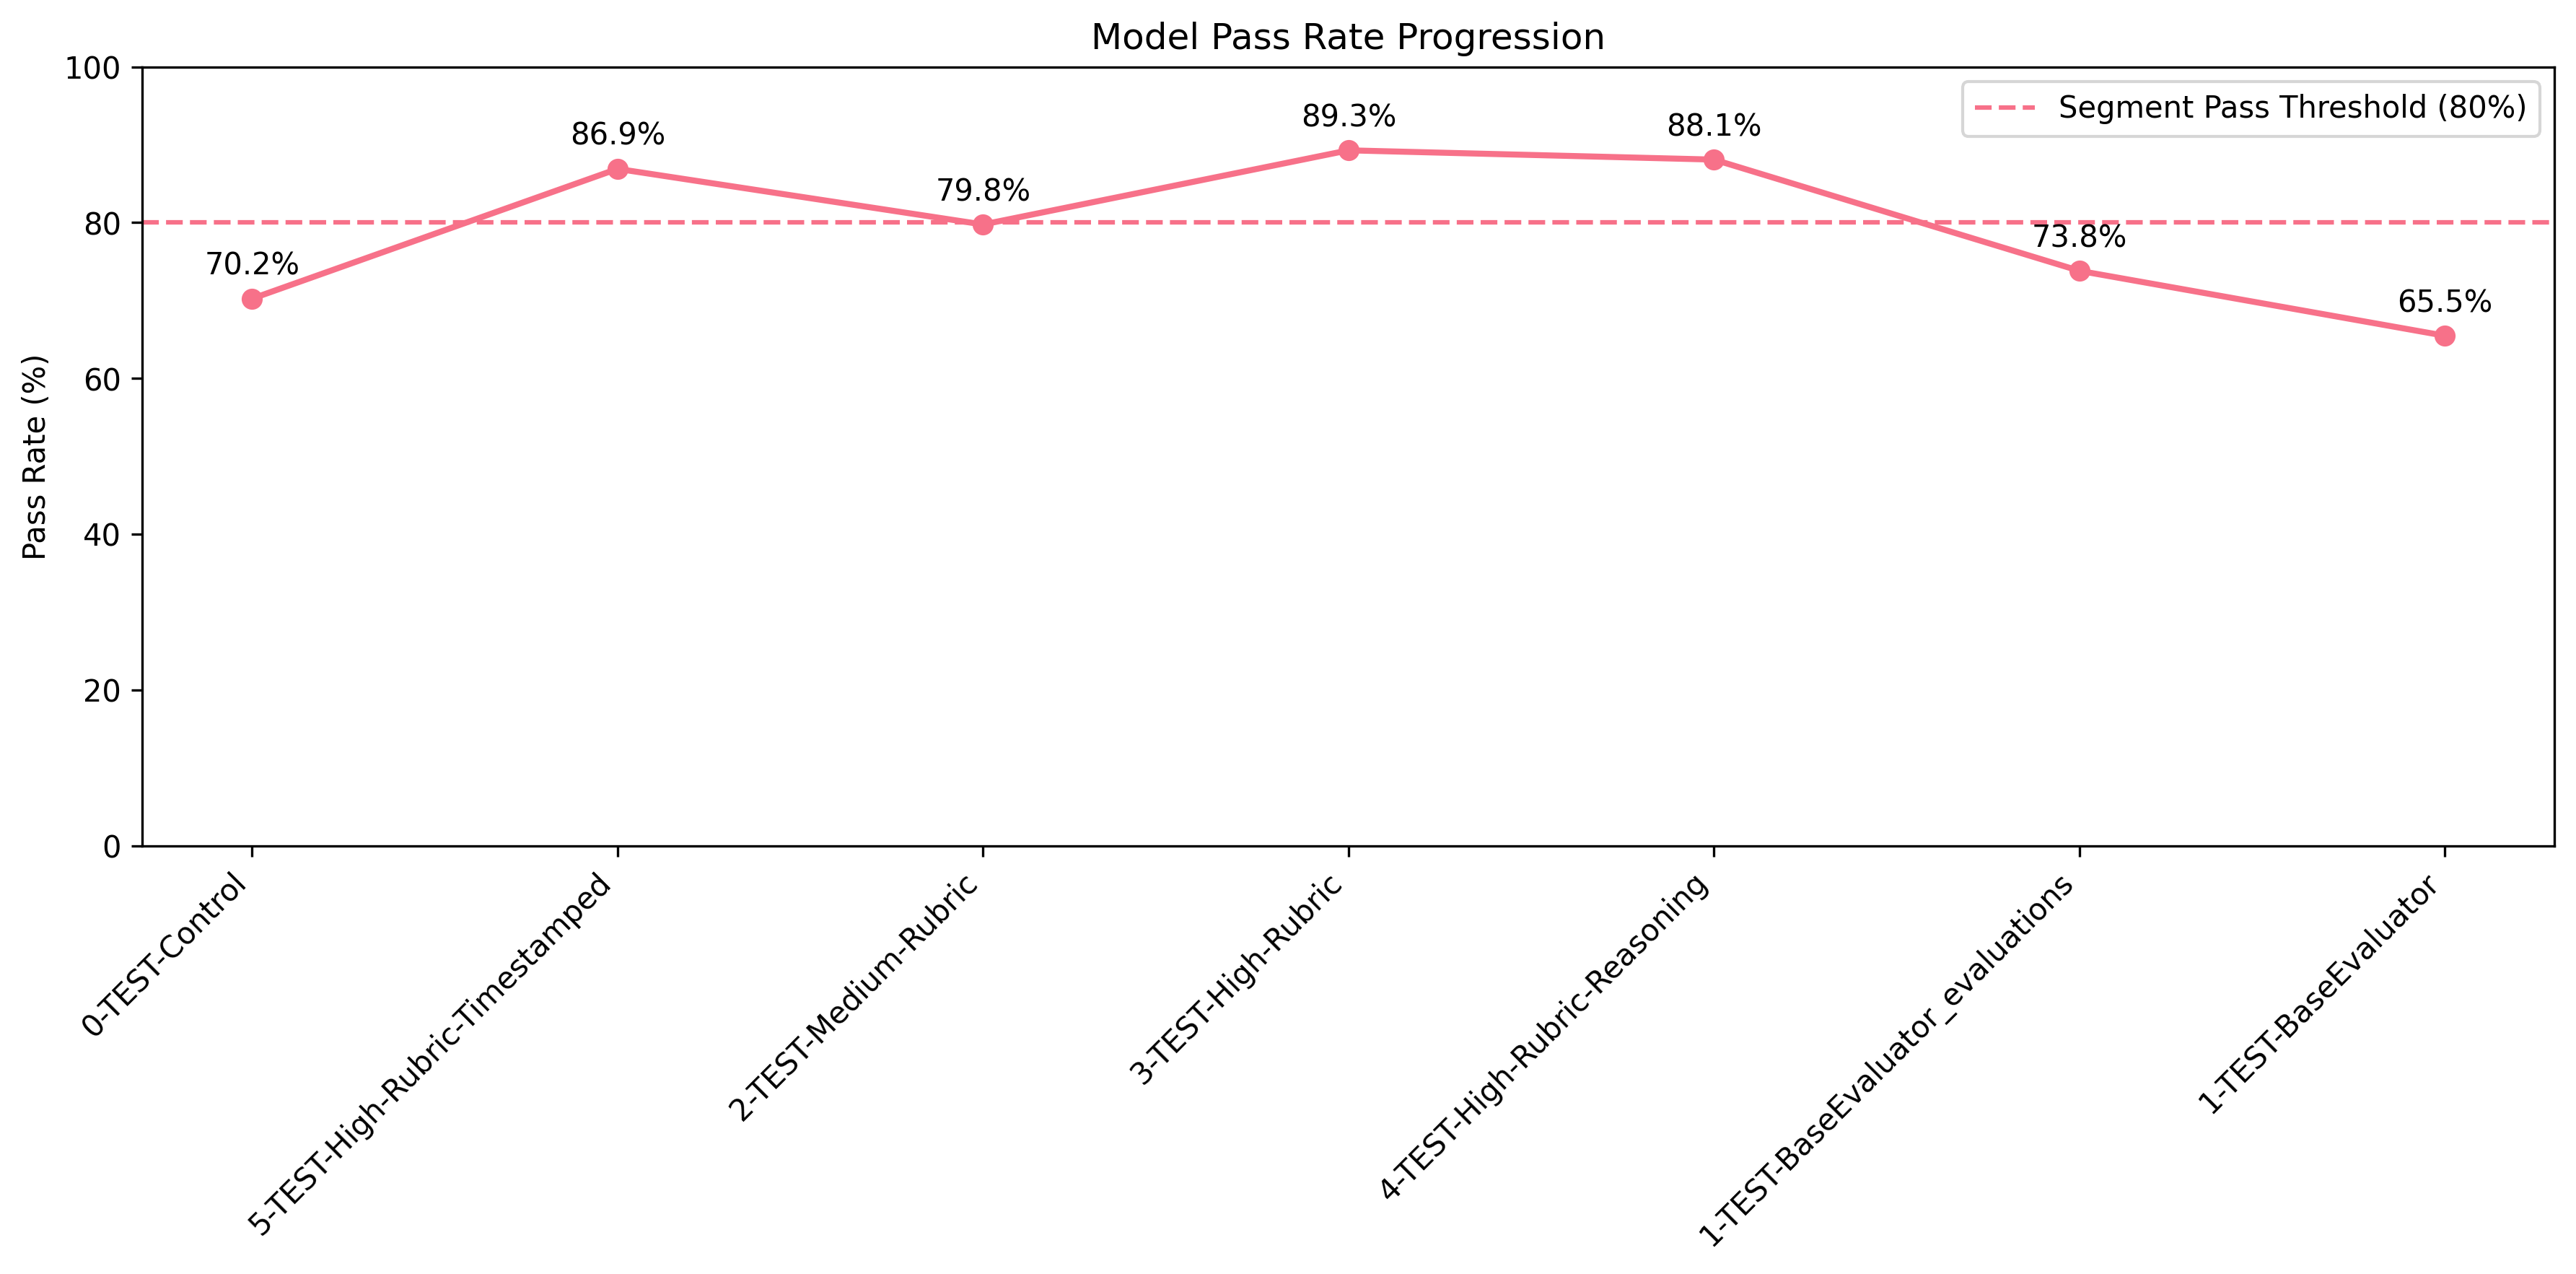 Model Pass Rate Progression
Segment Pass Threshold (80%)
Pass Rate (%)
100
80
60
40
20
0
70.2%
86.9%
79.8%
89.3%
88.1%
73.8%
65.5%
0-TEST-Control
5-TEST-High-Rubric-Timestamped
2-TEST-Medium-Rubric
3-TEST-High-Rubric
4-TEST-High-Rubric-Reasoning
1-TEST-BaseEvaluator_evaluations
1-TEST-BaseEvaluator